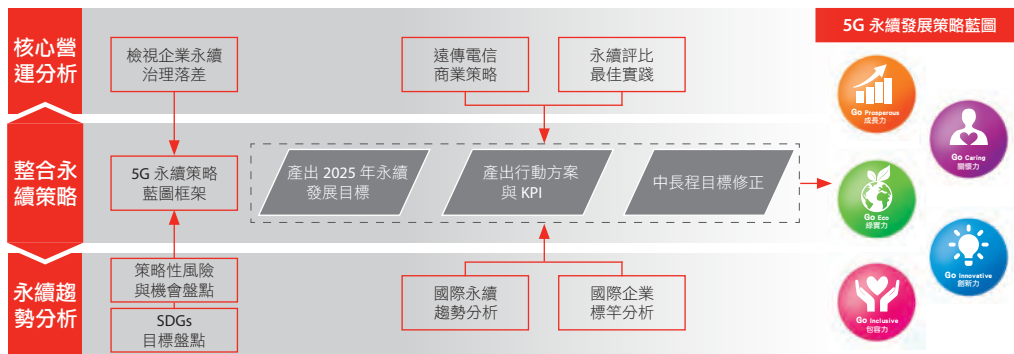 核心營
運分析
檢視企業永續
治理落差
遠傳電信
商業策略
永續評比
最佳實踐
整合永
續策略
5G 永續策略
藍圖框架
產出 2025 年永續
發展目標
產出行動方案
與 KPI
中長程目標修正
永續趨
勢分析
策略性風險
與機會盤點
SDGs
目標盤點
國際永續
趨勢分析
國際企業
標竿分析
5G 永續發展策略藍圖
Go Prosperous
成長力
Go Caring
關懷力
Go Eco
綠實力
Go Innovative
創新力
Go Inclusive
包容力